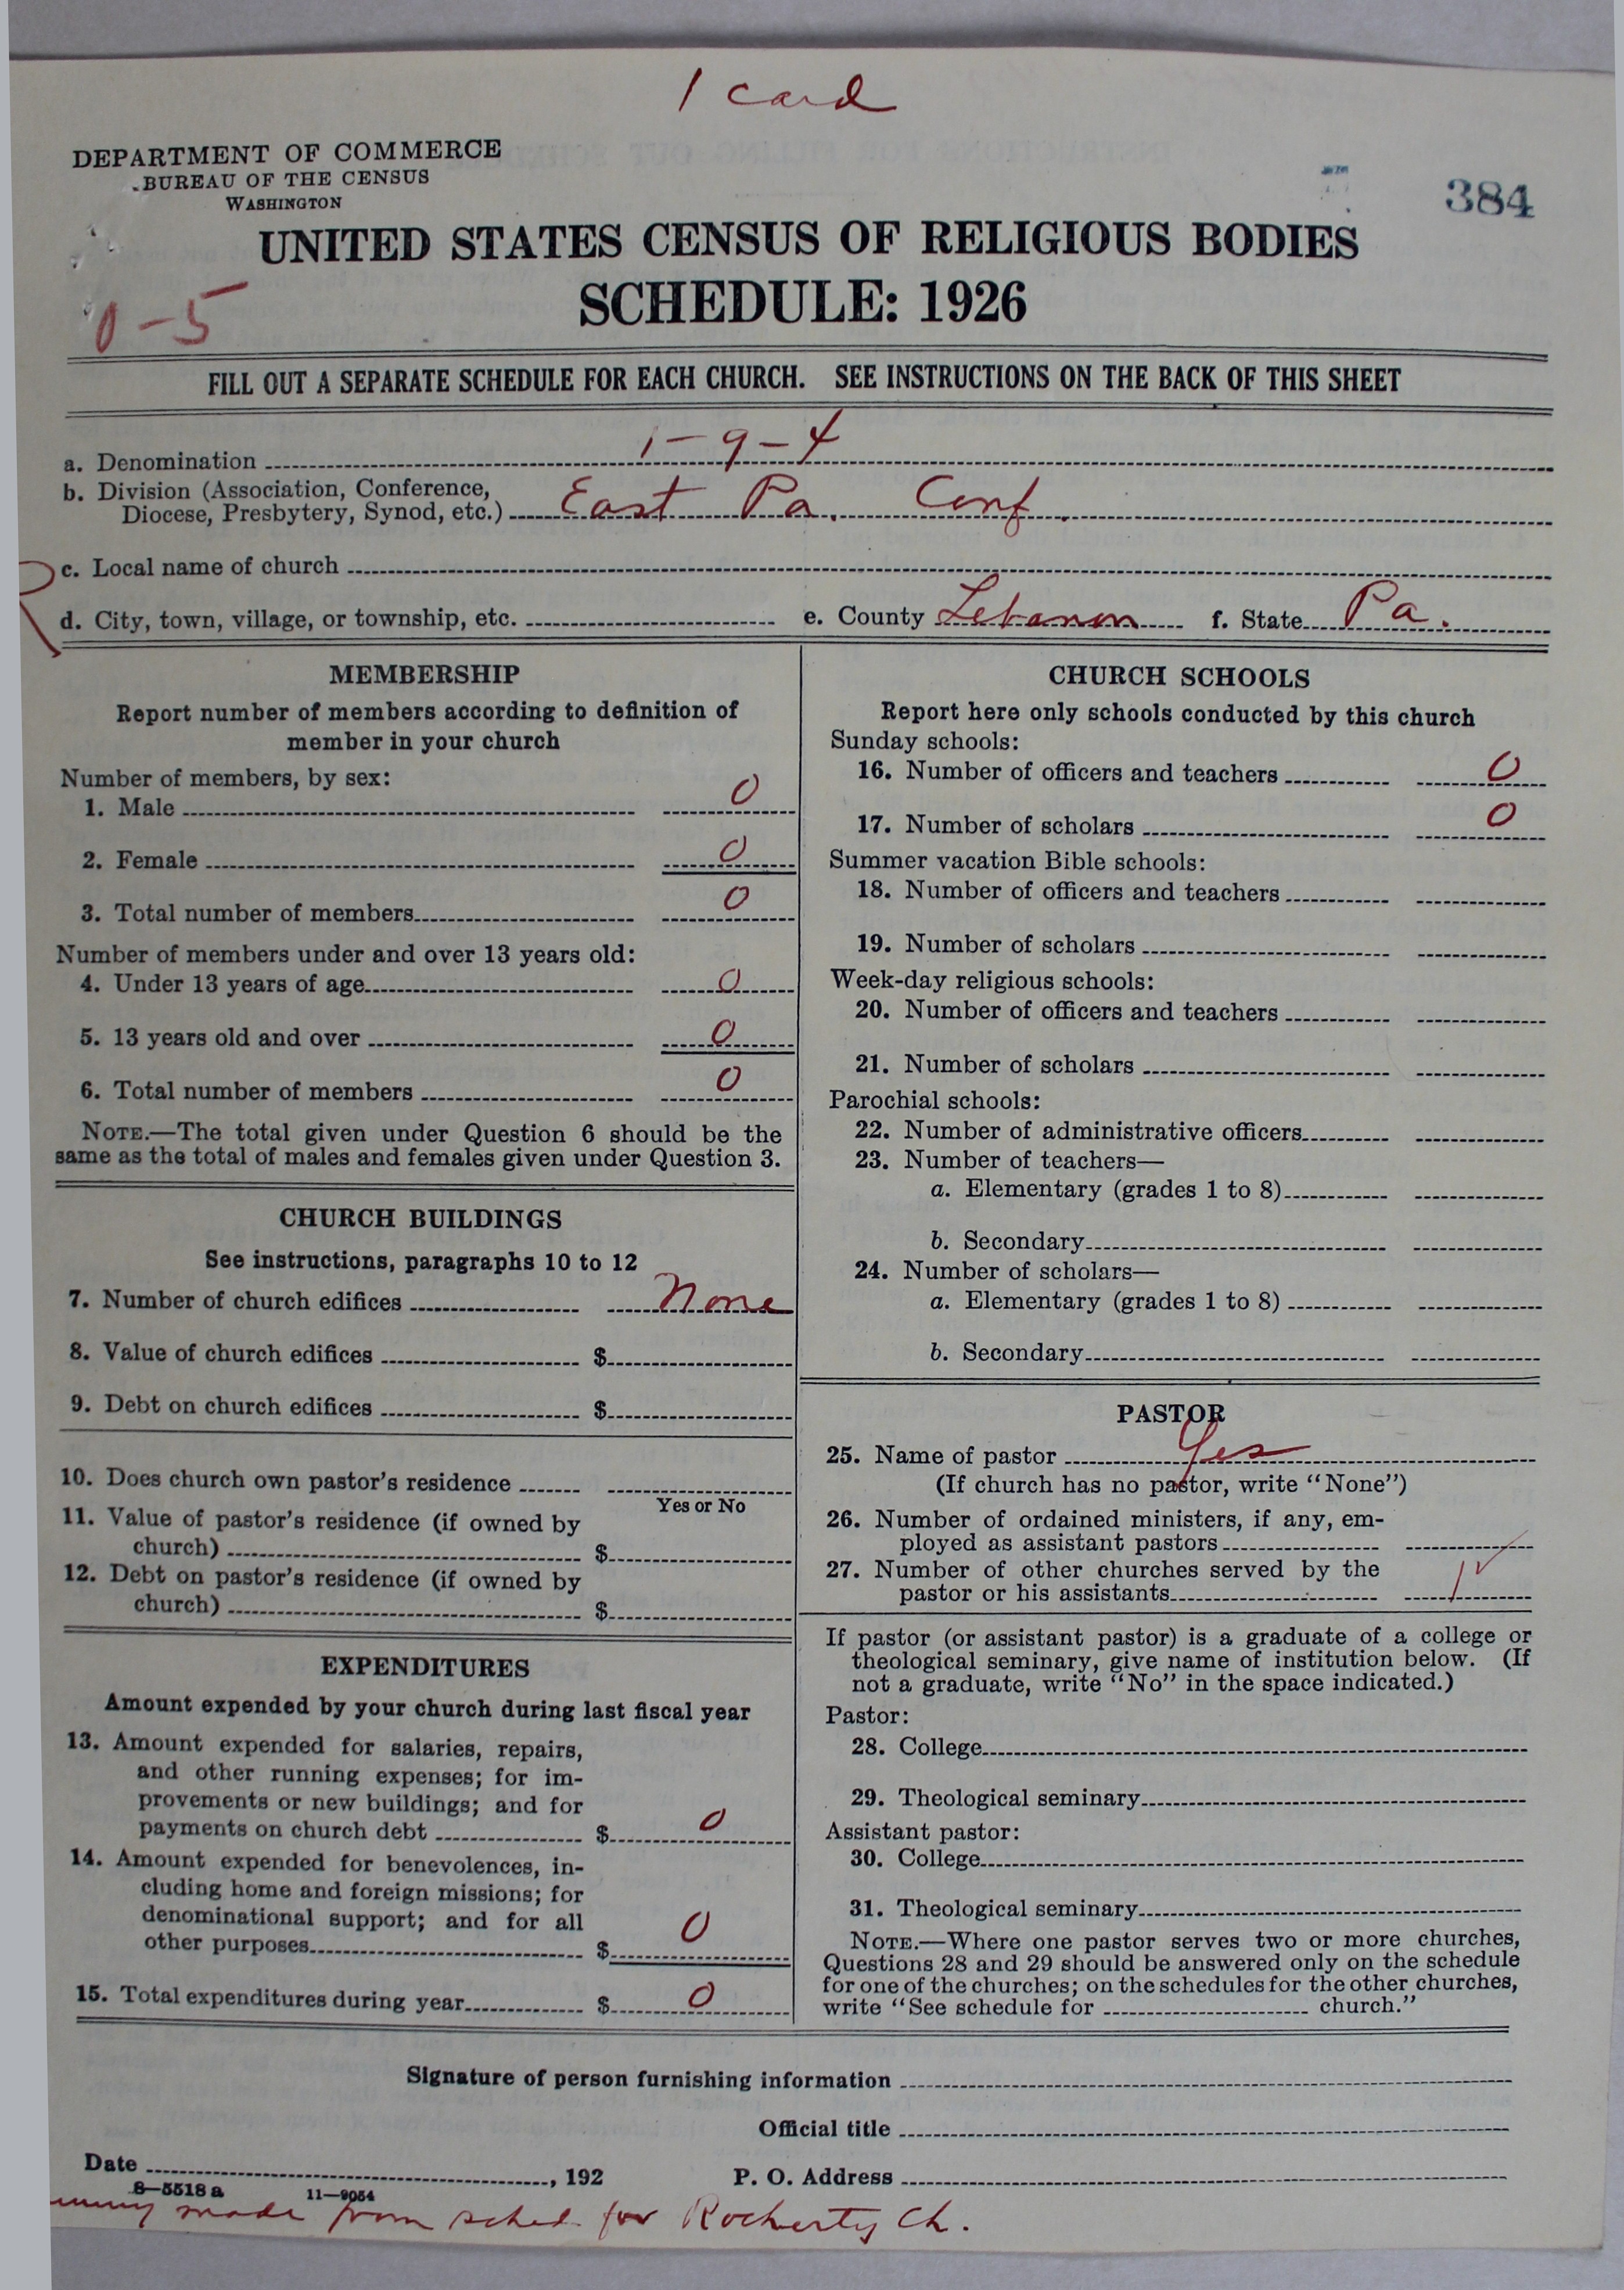 1 card
DEPARTMENT OF COMMERCE
BUREAU OF THE CENSUS
WASHINGTON
384
UNITED STATES CENSUS OF RELIGIOUS BODIES
SCHEDULE: 1926
0-5
FILL OUT A SEPARATE SCHEDULE FOR EACH CHURCH. SEE INSTRUCTIONS ON THE BACK OF THIS SHEET
a. Denomination 1-9-4
b. Division (Association, Conference,
Diocese, Presbytery, Synod, etc.) East Pa. Conf.
c. Local name of church
R
d. City, town, village, or township, etc. e. County Lebanon f. State Pa.
MEMBERSHIP
Report number of members according to definition of
member in your church
Number of members, by sex:
1. Male 0
2. Female 0
3. Total number of members 0
Number of members under and over 13 years old:
4. Under 13 years of age 0
5. 13 years old and over 0
6. Total number of members 0
NOTE.—The total given under Question 6 should be the
same as the total of males and females given under Question 3.
CHURCH BUILDINGS
See instructions, paragraphs 10 to 12
7. Number of church edifices None
8. Value of church edifices $
9. Debt on church edifices $
10. Does church own pastor's residence
Yes or No
11. Value of pastor's residence (if owned by
church) $
12. Debt on pastor's residence (if owned by
church) $
EXPENDITURES
Amount expended by your church during last fiscal year
13. Amount expended for salaries, repairs,
and other running expenses; for im-
provements or new buildings; and for
payments on church debt $ 0
14. Amount expended for benevolences, in-
cluding home and foreign missions; for
denominational support; and for all
other purposes $ 0
15. Total expenditures during year $ 0
CHURCH SCHOOLS
Report here only schools conducted by this church
Sunday schools:
16. Number of officers and teachers 0
17. Number of scholars 0
Summer vacation Bible schools:
18. Number of officers and teachers
19. Number of scholars
Week-day religious schools:
20. Number of officers and teachers
21. Number of scholars
Parochial schools:
22. Number of administrative officers
23. Number of teachers—
a. Elementary (grades 1 to 8)
b. Secondary
24. Number of scholars—
a. Elementary (grades 1 to 8)
b. Secondary
PASTOR
25. Name of pastor Yes
(If church has no pastor, write "None")
26. Number of ordained ministers, if any, em-
ployed as assistant pastors
27. Number of other churches served by the
pastor or his assistants 1 ✓
If pastor (or assistant pastor) is a graduate of a college or
theological seminary, give name of institution below. (If
not a graduate, write "No" in the space indicated.)
Pastor:
28. College
29. Theological seminary
Assistant pastor:
30. College
31. Theological seminary
NOTE.—Where one pastor serves two or more churches,
Questions 28 and 29 should be answered only on the schedule
for one of the churches; on the schedules for the other churches,
write "See schedule for church."
Signature of person furnishing information
Official title
Date , 192 P. O. Address
8—5518 a 11—9054
made from sched. for Rocherty Ch.